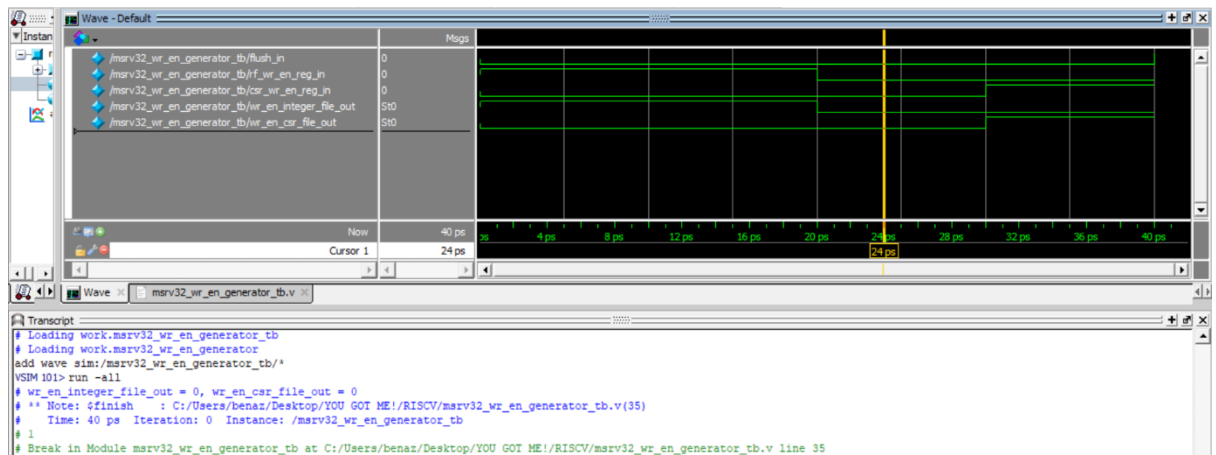 Wave - Default
Instan
Msgs
/msrv32_wr_en_generator_tb/flush_in 0
/msrv32_wr_en_generator_tb/rf_wr_en_reg_in 0
/msrv32_wr_en_generator_tb/csr_wr_en_reg_in 0
/msrv32_wr_en_generator_tb/wr_en_integer_file_out St0
/msrv32_wr_en_generator_tb/wr_en_csr_file_out St0
Now 40 ps
ps 4 ps 8 ps 12 ps 16 ps 20 ps 24 ps 28 ps 32 ps 36 ps 40 ps
Cursor 1 24 ps
24 ps
Wave msrv32_wr_en_generator_tb.v
Transcript
# Loading work.msrv32_wr_en_generator_tb
# Loading work.msrv32_wr_en_generator
add wave sim:/msrv32_wr_en_generator_tb/*
VSIM 101> run -all
# wr_en_integer_file_out = 0, wr_en_csr_file_out = 0
# ** Note: $finish : C:/Users/benaz/Desktop/YOU GOT ME!/RISCV/msrv32_wr_en_generator_tb.v(35)
# Time: 40 ps Iteration: 0 Instance: /msrv32_wr_en_generator_tb
# 1
# Break in Module msrv32_wr_en_generator_tb at C:/Users/benaz/Desktop/YOU GOT ME!/RISCV/msrv32_wr_en_generator_tb.v line 35